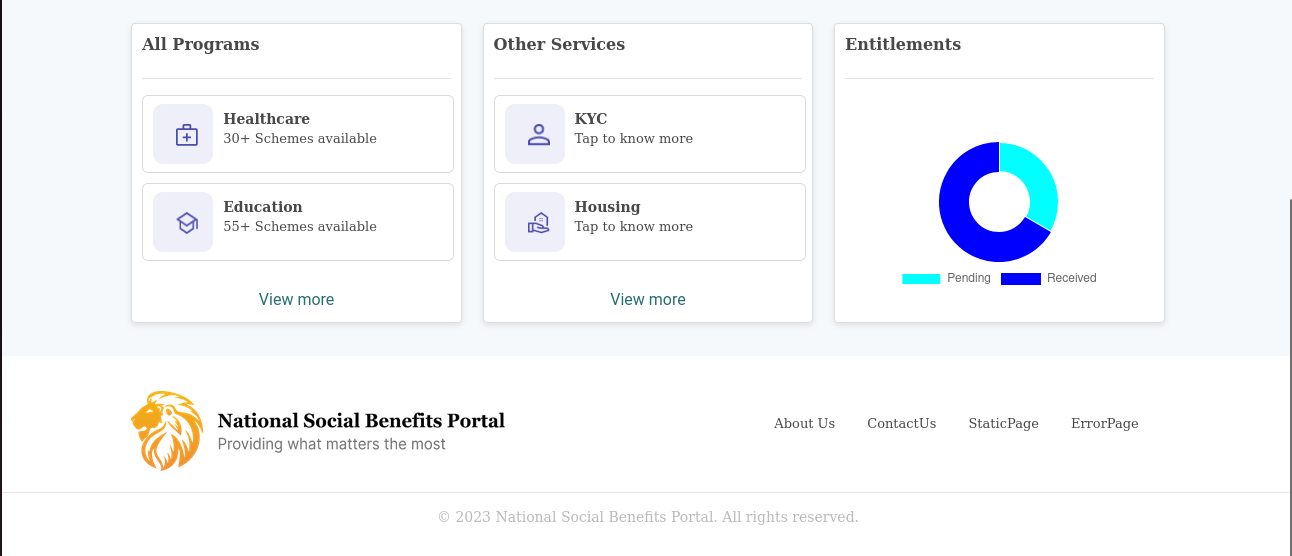 All Programs
Healthcare
30+ Schemes available
Education
55+ Schemes available
View more
Other Services
KYC
Tap to know more
Housing
Tap to know more
View more
Entitlements
Pending Received
National Social Benefits Portal
Providing what matters the most
About Us ContactUs StaticPage ErrorPage
© 2023 National Social Benefits Portal. All rights reserved.